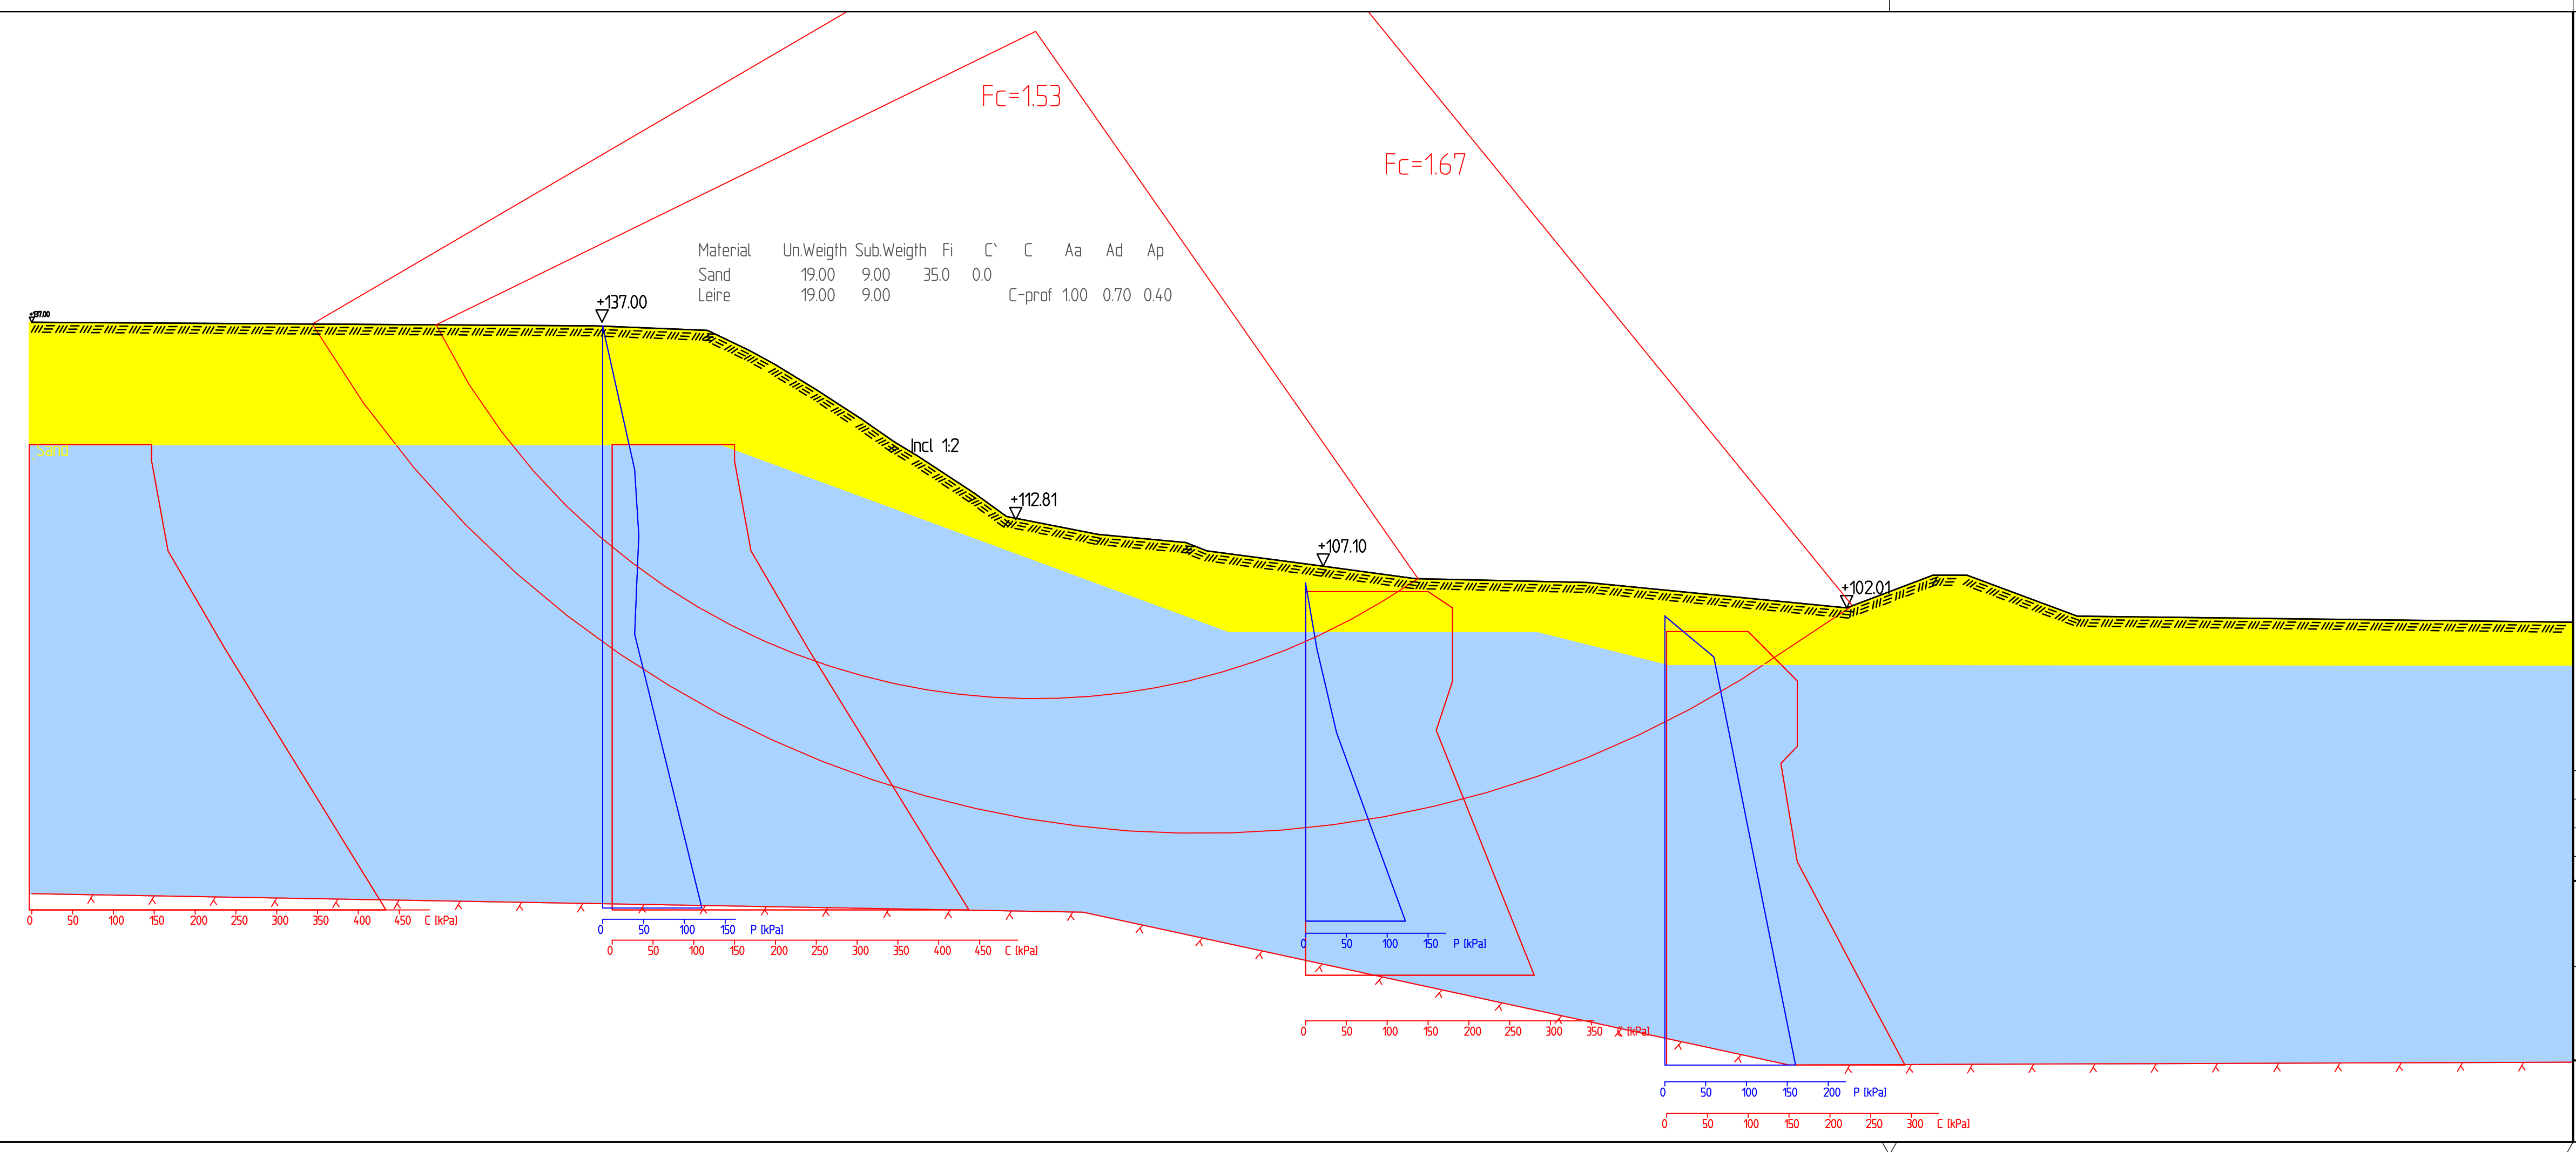 Fc=1.53
Fc=1.67
Material Un.Weigth Sub.Weigth Fi C` C Aa Ad Ap
Sand 19.00 9.00 35.0 0.0
Leire 19.00 9.00 C-prof 1.00 0.70 0.40
+137.00
+137.00
Incl 1:2
Sand
+112.81
+107.10
+102.01
0 50 100 150 200 250 300 350 400 450 C [kPa]
0 50 100 150 P [kPa]
0 50 100 150 200 250 300 350 400 450 C [kPa]
0 50 100 150 P [kPa]
0 50 100 150 200 250 300 350 C [kPa]
0 50 100 150 200 P [kPa]
0 50 100 150 200 250 300 C [kPa]